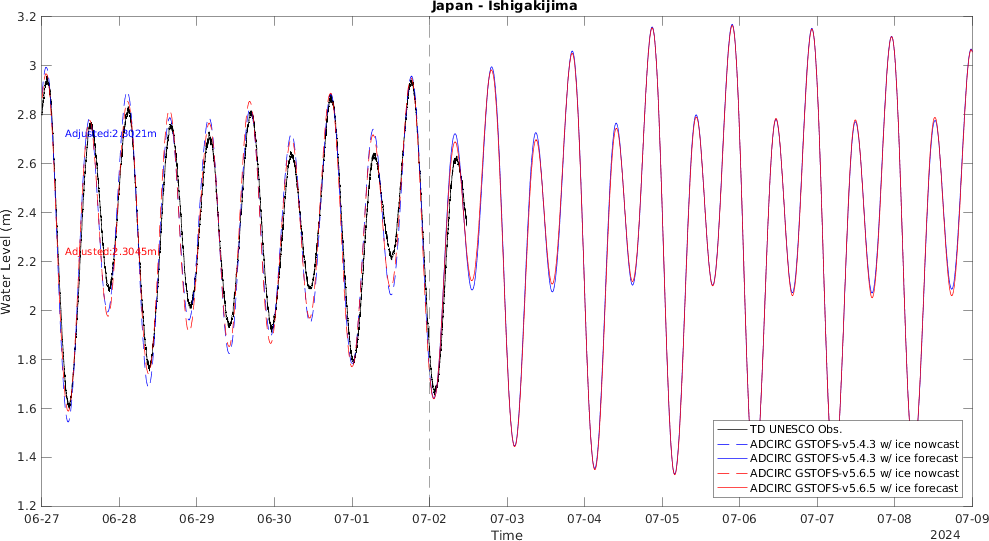 Japan - Ishigakijima
3.2
3
2.8
2.6
2.4
2.2
2
1.8
1.6
1.4
1.2
Water Level (m)
Adjusted:2.3021m
Adjusted:2.3045m
TD UNESCO Obs.
ADCIRC GSTOFS-v5.4.3 w/ ice nowcast
ADCIRC GSTOFS-v5.4.3 w/ ice forecast
ADCIRC GSTOFS-v5.6.5 w/ ice nowcast
ADCIRC GSTOFS-v5.6.5 w/ ice forecast
06-27 06-28 06-29 06-30 07-01 07-02 07-03 07-04 07-05 07-06 07-07 07-08 07-09
Time
2024